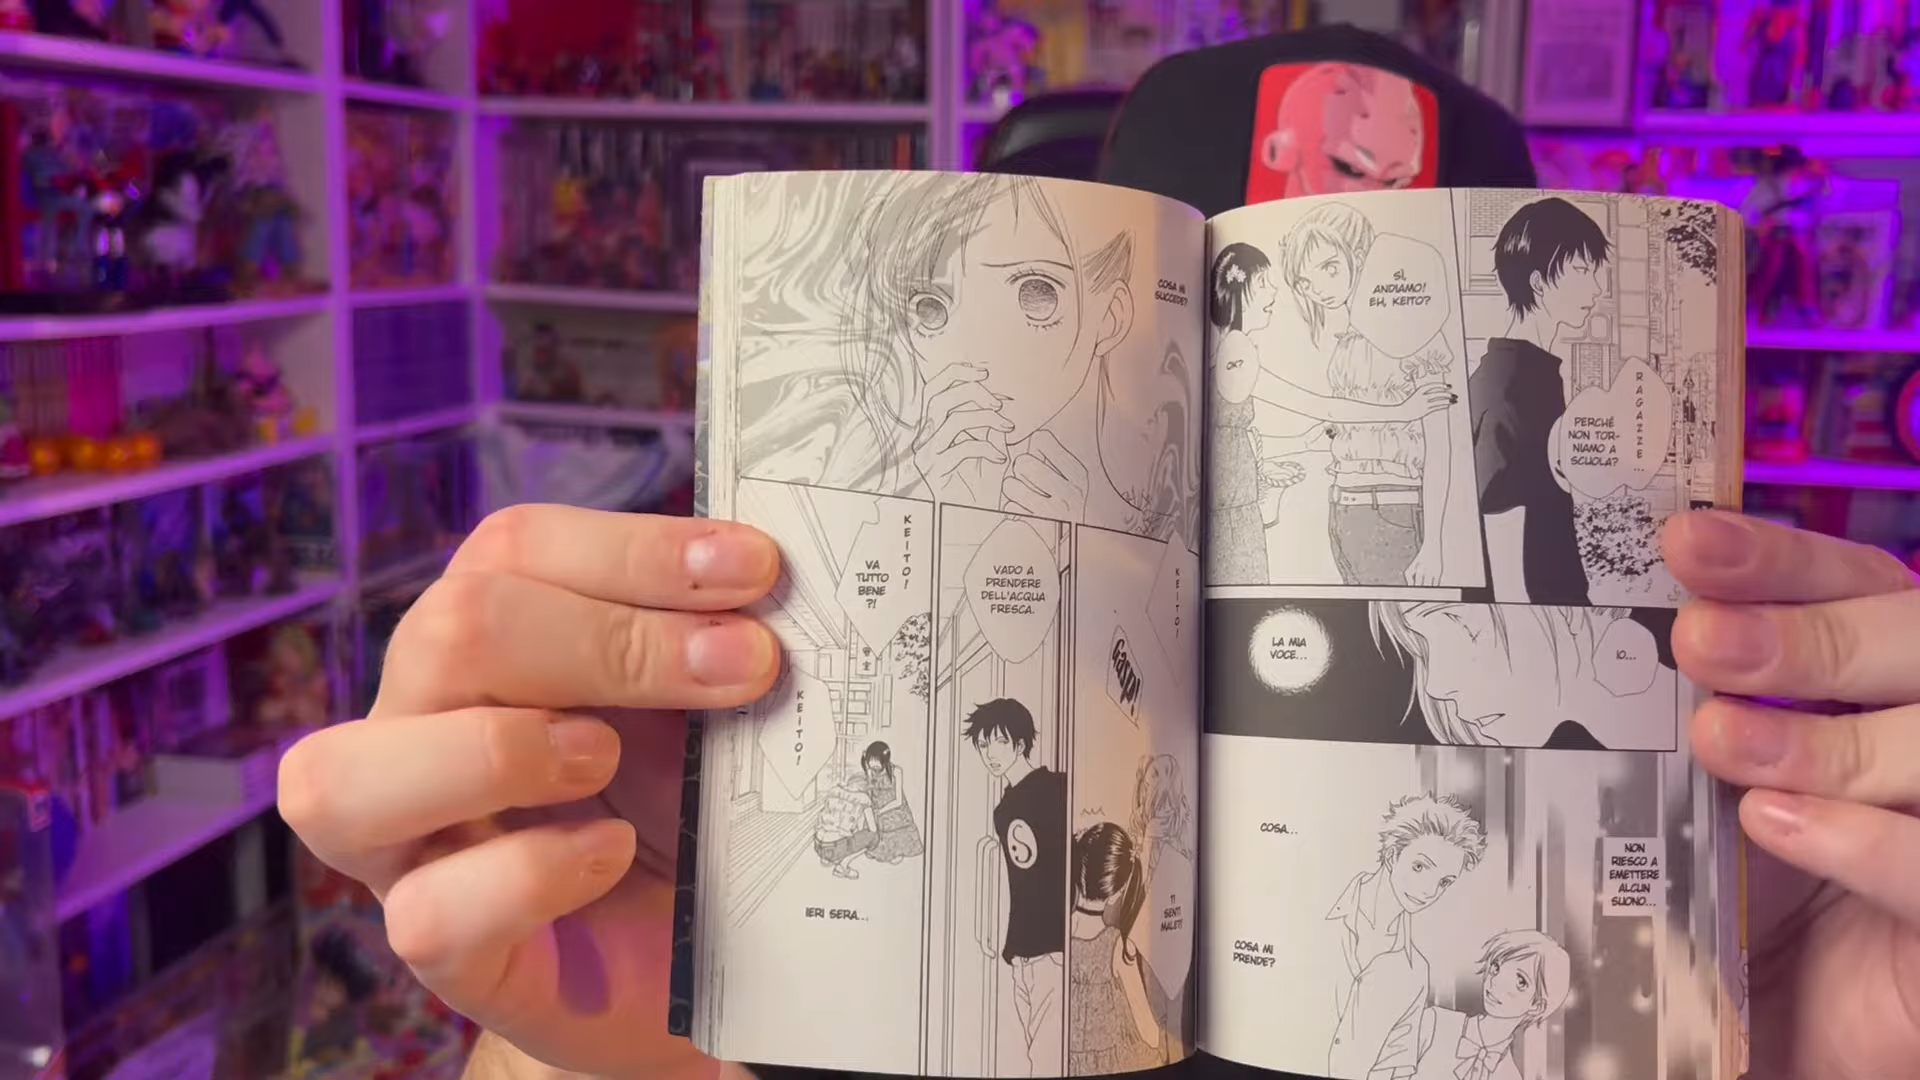 RAGAZZE...
PERCHÉ
NON TOR-
NIAMO A
SCUOLA?
SÌ,
ANDIAMO!
EH, KEITO?
OK?
IO...
LA MIA
VOCE...
NON
RIESCO A
EMETTERE
ALCUN
SUONO...
COSA...
COSA MI
PRENDE?
COSA MI
SUCCEDE?
KEITO!
Gasp!
TI
SENTI
MALE?!
VADO A
PRENDERE
DELL'ACQUA
FRESCA.
KEITO!
VA
TUTTO
BENE
?!
KEITO!
IERI SERA...